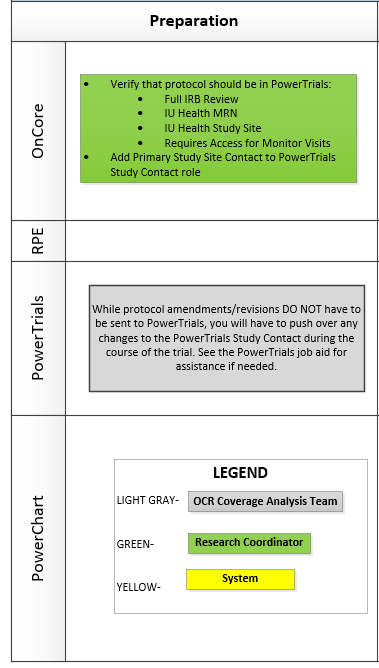 Preparation
OnCore
• Verify that protocol should be in PowerTrials:
• Full IRB Review
• IU Health MRN
• IU Health Study Site
• Requires Access for Monitor Visits
• Add Primary Study Site Contact to PowerTrials
Study Contact role
RPE
PowerTrials
While protocol amendments/revisions DO NOT have to
be sent to PowerTrials, you will have to push over any
changes to the PowerTrials Study Contact during the
course of the trial. See the PowerTrials job aid for
assistance if needed.
PowerChart
LEGEND
LIGHT GRAY- OCR Coverage Analysis Team
GREEN- Research Coordinator
YELLOW- System